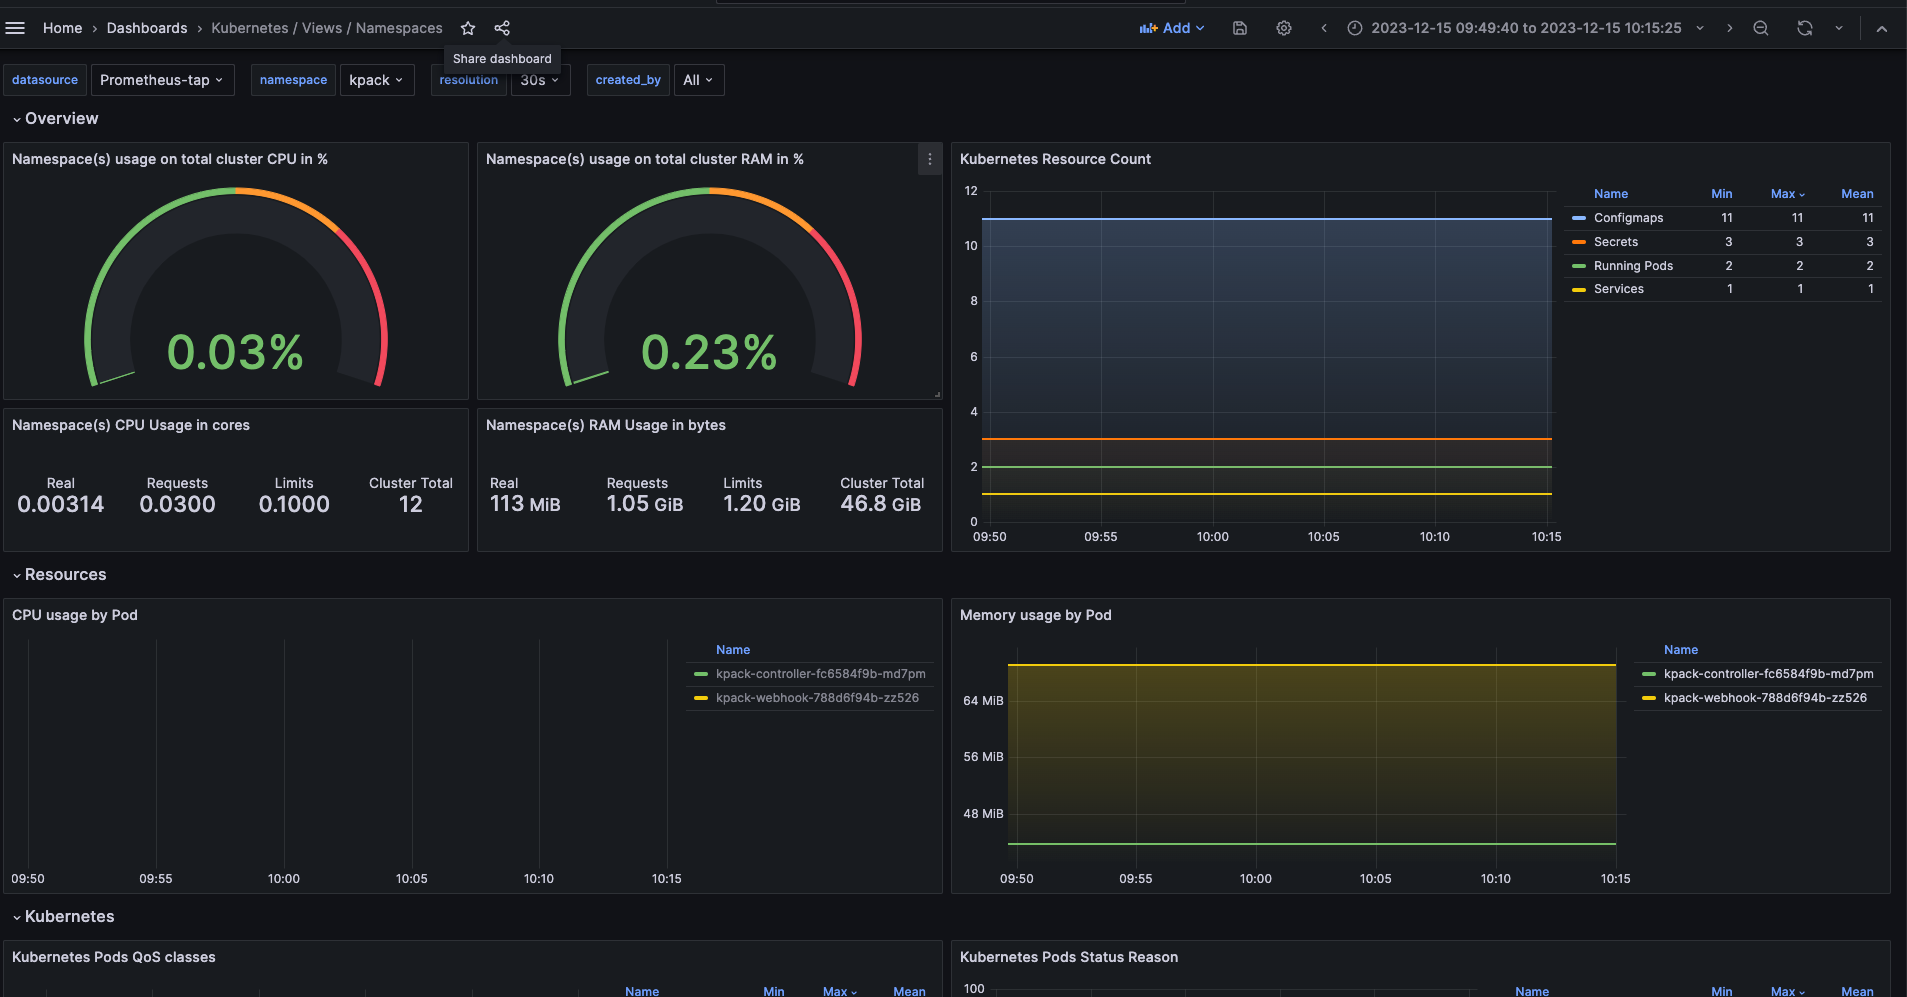 Home › Dashboards › Kubernetes / Views / Namespaces
Add
2023-12-15 09:49:40 to 2023-12-15 10:15:25
Share dashboard
datasource Prometheus-tap namespace kpack resolution 30s created_by All
Overview
Namespace(s) usage on total cluster CPU in %
0.03%
Namespace(s) usage on total cluster RAM in %
0.23%
Kubernetes Resource Count
12
10
8
6
4
2
0
09:50 09:55 10:00 10:05 10:10 10:15
Name Min Max Mean
Configmaps 11 11 11
Secrets 3 3 3
Running Pods 2 2 2
Services 1 1 1
Namespace(s) CPU Usage in cores
Real Requests Limits Cluster Total
0.00314 0.0300 0.1000 12
Namespace(s) RAM Usage in bytes
Real Requests Limits Cluster Total
113 MiB 1.05 GiB 1.20 GiB 46.8 GiB
Resources
CPU usage by Pod
09:50 09:55 10:00 10:05 10:10 10:15
Name
kpack-controller-fc6584f9b-md7pm
kpack-webhook-788d6f94b-zz526
Memory usage by Pod
64 MiB
56 MiB
48 MiB
09:50 09:55 10:00 10:05 10:10 10:15
Name
kpack-controller-fc6584f9b-md7pm
kpack-webhook-788d6f94b-zz526
Kubernetes
Kubernetes Pods QoS classes
Name Min Max Mean
Kubernetes Pods Status Reason
100
Name Min Max Mean